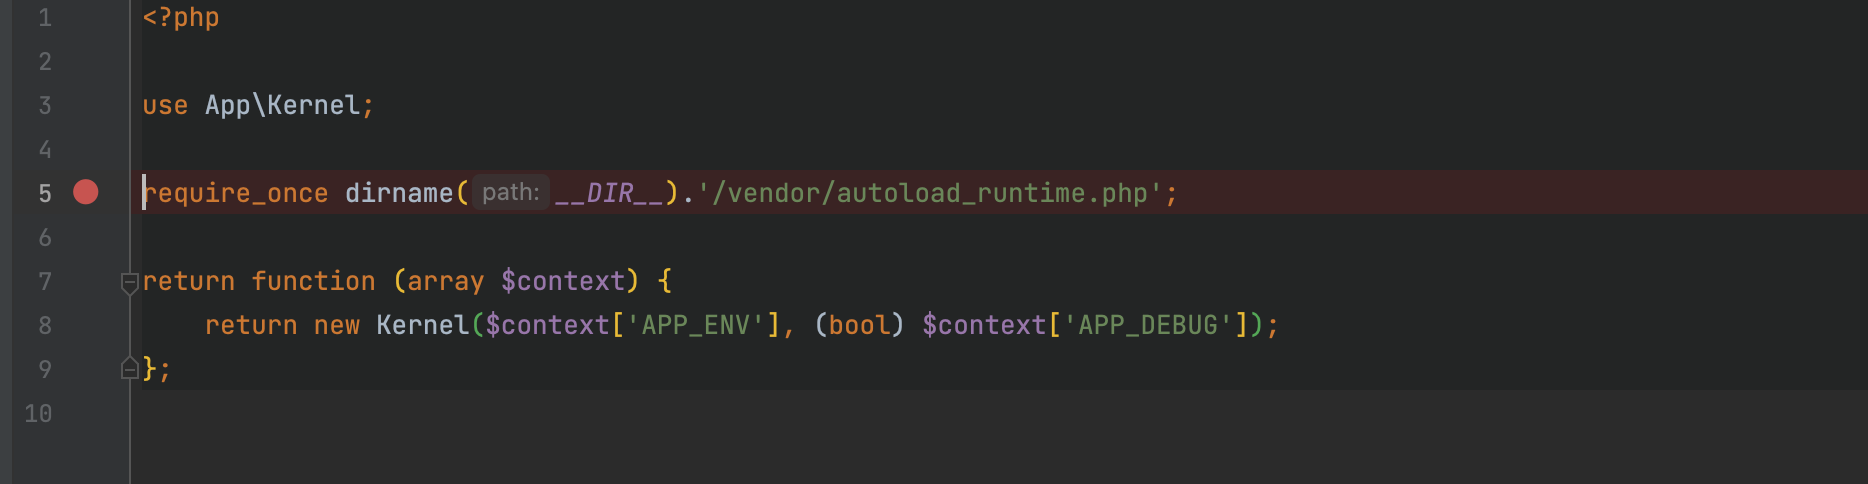 1 <?php
2
3 use App\Kernel;
4
5 require_once dirname( path: __DIR__).'/vendor/autoload_runtime.php';
6
7 return function (array $context) {
8     return new Kernel($context['APP_ENV'], (bool) $context['APP_DEBUG']);
9 };
10